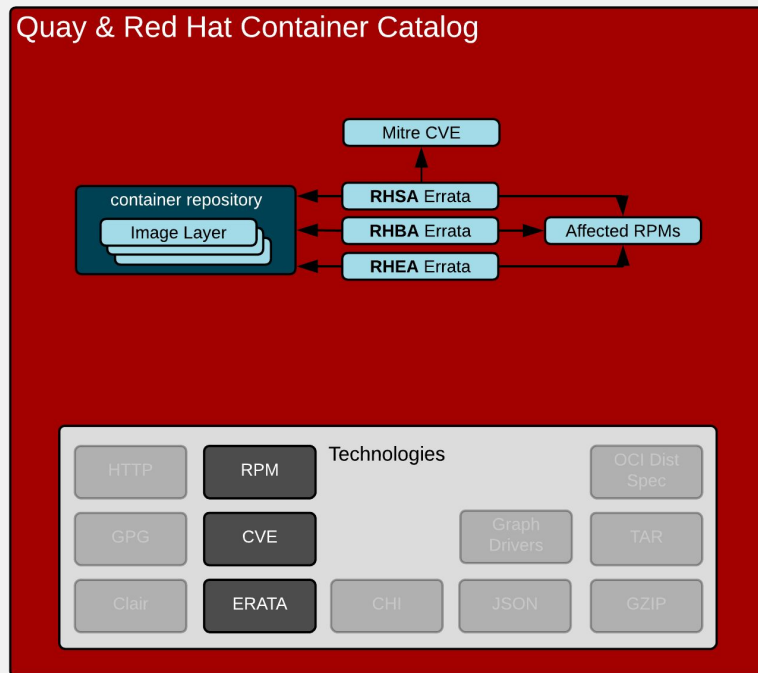 Quay & Red Hat Container Catalog
Mitre CVE
container repository
RHSA Errata
Image Layer
RHBA Errata
Affected RPMs
RHEA Errata
Technologies
HTTP
RPM
OCI Dist
Spec
GPG
CVE
Graph
Drivers
TAR
Clair
ERATA
CHI
JSON
GZIP